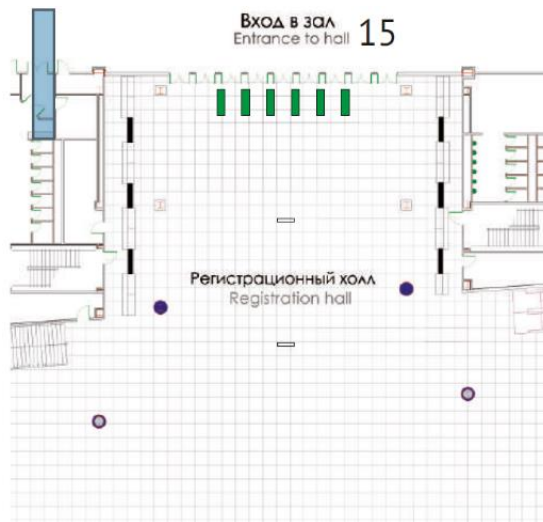 Вход в зал
Entrance to hall 15
Регистрационный холл
Registration hall